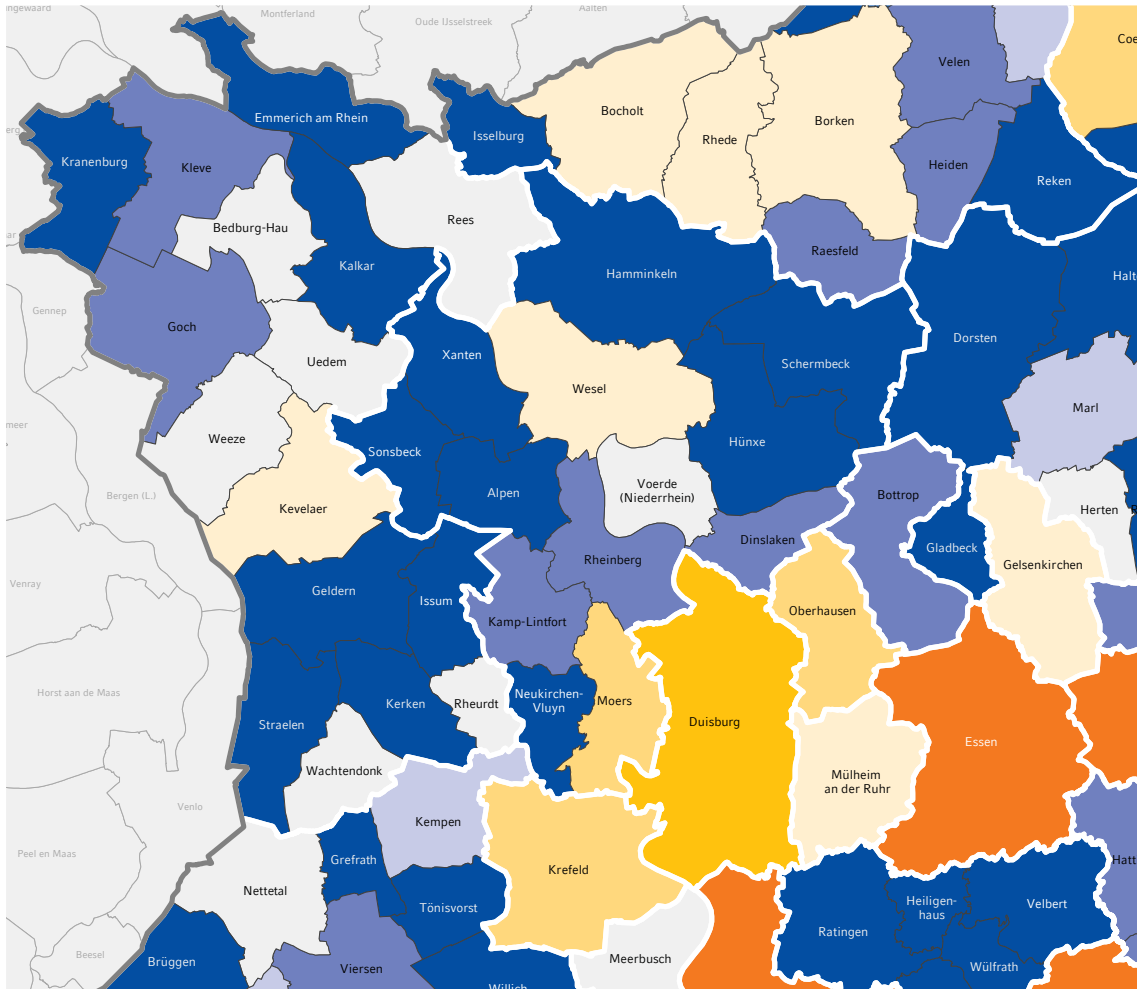 ngewaard
Montferland
Oude IJsselstreek
Aalten
Coe
Velen
Bocholt
Emmerich am Rhein
Borken
Isselburg
Rhede
Kranenburg
Kleve
Heiden
Reken
Rees
Bedburg-Hau
Raesfeld
Kalkar
Hamminkeln
Halt
Gennep
Goch
Dorsten
Xanten
Uedem
Schermbeck
Wesel
Marl
meer
Weeze
Hünxe
Sonsbeck
Voerde
(Niederrhein)
Alpen
Bergen (L.)
Bottrop
Kevelaer
Herten
R
Dinslaken
Gladbeck
Rheinberg
Gelsenkirchen
Venray
Geldern
Issum
Oberhausen
Kamp-Lintfort
Horst aan de Maas
Neukirchen-
Vluyn
Moers
Kerken
Rheurdt
Straelen
Duisburg
Essen
Wachtendonk
Mülheim
an der Ruhr
Venlo
Kempen
Peel en Maas
Grefrath
Hatt
Krefeld
Nettetal
Tönisvorst
Heiligen-
haus
Velbert
Ratingen
Beesel
Brüggen
Viersen
Meerbusch
Wülfrath
Willich